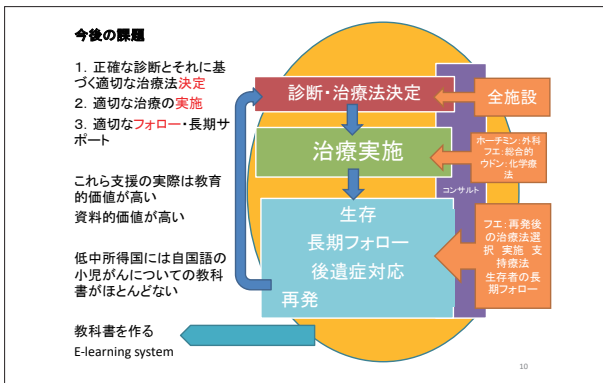 今後の課題
1. 正確な診断とそれに基
づく適切な治療法決定
2. 適切な治療の実施
3. 適切なフォロー・長期サ
ポート
これら支援の実際は教育
的価値が高い
資料的価値が高い
低中所得国には自国語の
小児がんについての教科
書がほとんどない
教科書を作る
E-learning system
診断・治療法決定
治療実施
生存
長期フォロー
後遺症対応
再発
コンサルト
全施設
ホーチミン:外科
フエ:総合的
ウドン:化学療
法
フエ:再発後
の治療法選
択 実施 支
持療法
生存者の長
期フォロー
10